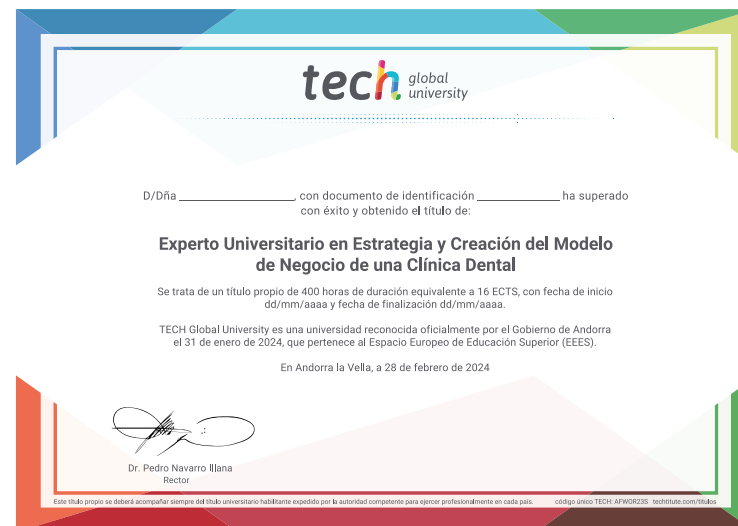 tech global university
D/Dña ____________________, con documento de identificación ______________ ha superado
con éxito y obtenido el título de:
Experto Universitario en Estrategia y Creación del Modelo
de Negocio de una Clínica Dental
Se trata de un título propio de 400 horas de duración equivalente a 16 ECTS, con fecha de inicio
dd/mm/aaaa y fecha de finalización dd/mm/aaaa.
TECH Global University es una universidad reconocida oficialmente por el Gobierno de Andorra
el 31 de enero de 2024, que pertenece al Espacio Europeo de Educación Superior (EEES).
En Andorra la Vella, a 28 de febrero de 2024
Dr. Pedro Navarro Illana
Rector
Este título propio se deberá acompañar siempre del título universitario habilitante expedido por la autoridad competente para ejercer profesionalmente en cada país. código único TECH: AFWOR23S techtitute.com/titulos